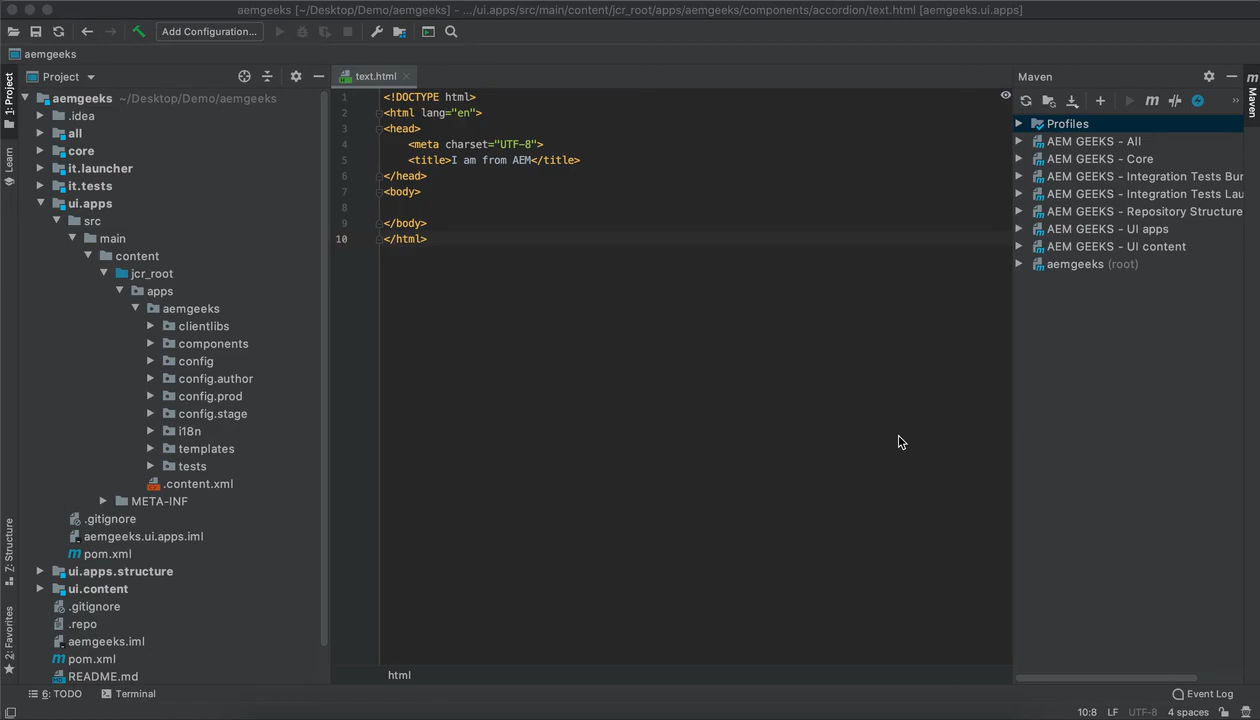 aemgeeks [~/Desktop/Demo/aemgeeks] - .../ui.apps/src/main/content/jcr_root/apps/aemgeeks/components/accordion/text.html [aemgeeks.ui.apps]
Add Configuration...
aemgeeks
1: Project
Learn
7: Structure
2: Favorites
Project
aemgeeks ~/Desktop/Demo/aemgeeks
.idea
all
core
it.launcher
it.tests
ui.apps
src
main
content
jcr_root
apps
aemgeeks
clientlibs
components
config
config.author
config.prod
config.stage
i18n
templates
tests
.content.xml
META-INF
.gitignore
aemgeeks.ui.apps.iml
pom.xml
ui.apps.structure
ui.content
.gitignore
.repo
aemgeeks.iml
pom.xml
README.md
text.html
1 <!DOCTYPE html>
2 <html lang="en">
3 <head>
4 <meta charset="UTF-8">
5 <title>I am from AEM</title>
6 </head>
7 <body>
8
9 </body>
10 </html>
html
Maven
Profiles
AEM GEEKS - All
AEM GEEKS - Core
AEM GEEKS - Integration Tests Bun
AEM GEEKS - Integration Tests Lau
AEM GEEKS - Repository Structure
AEM GEEKS - UI apps
AEM GEEKS - UI content
aemgeeks (root)
Maven
6: TODO
Terminal
Event Log
10:8 LF UTF-8 4 spaces